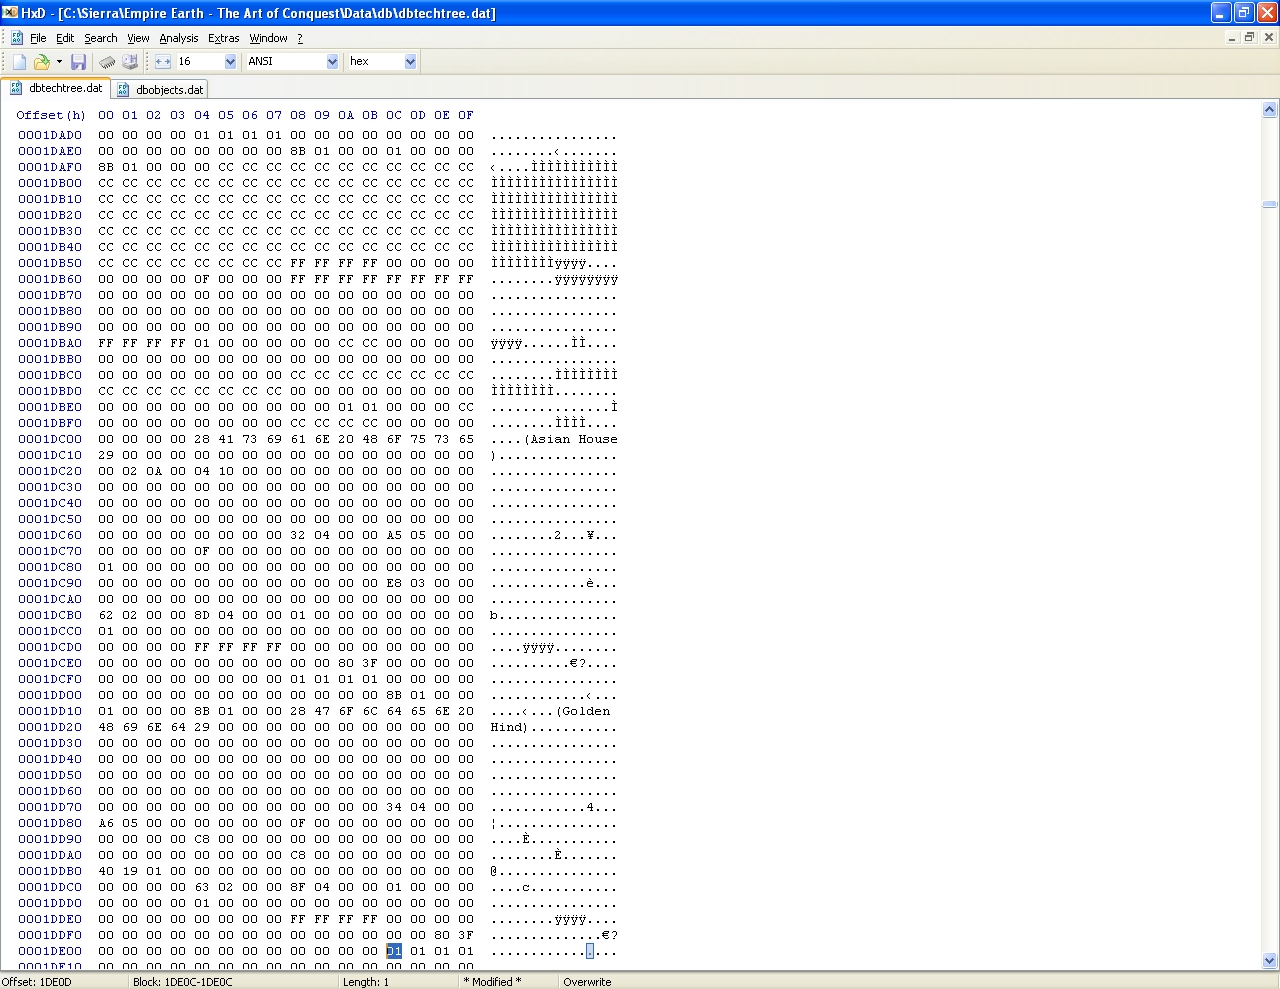 HxD - [C:\Sierra\Empire Earth - The Art of Conquest\Data\db\dbtechtree.dat]
File Edit Search View Analysis Extras Window ?
16 ANSI hex
dbtechtree.dat dbobjects.dat
Offset(h) 00 01 02 03 04 05 06 07 08 09 0A 0B 0C 0D 0E 0F
0001DAD0 00 00 00 00 01 01 01 01 00 00 00 00 00 00 00 00 ................
0001DAE0 00 00 00 00 00 00 00 00 8B 01 00 00 01 00 00 00 ........‹.......
0001DAF0 8B 01 00 00 00 CC CC CC CC CC CC CC CC CC CC CC ‹....ÌÌÌÌÌÌÌÌÌÌÌ
0001DB00 CC CC CC CC CC CC CC CC CC CC CC CC CC CC CC CC ÌÌÌÌÌÌÌÌÌÌÌÌÌÌÌÌ
0001DB10 CC CC CC CC CC CC CC CC CC CC CC CC CC CC CC CC ÌÌÌÌÌÌÌÌÌÌÌÌÌÌÌÌ
0001DB20 CC CC CC CC CC CC CC CC CC CC CC CC CC CC CC CC ÌÌÌÌÌÌÌÌÌÌÌÌÌÌÌÌ
0001DB30 CC CC CC CC CC CC CC CC CC CC CC CC CC CC CC CC ÌÌÌÌÌÌÌÌÌÌÌÌÌÌÌÌ
0001DB40 CC CC CC CC CC CC CC CC CC CC CC CC CC CC CC CC ÌÌÌÌÌÌÌÌÌÌÌÌÌÌÌÌ
0001DB50 CC CC CC CC CC CC CC CC FF FF FF FF 00 00 00 00 ÌÌÌÌÌÌÌÌÿÿÿÿ....
0001DB60 00 00 00 00 0F 00 00 00 FF FF FF FF FF FF FF FF ........ÿÿÿÿÿÿÿÿ
0001DB70 00 00 00 00 00 00 00 00 00 00 00 00 00 00 00 00 ................
0001DB80 00 00 00 00 00 00 00 00 00 00 00 00 00 00 00 00 ................
0001DB90 00 00 00 00 00 00 00 00 00 00 00 00 00 00 00 00 ................
0001DBA0 FF FF FF FF 01 00 00 00 00 00 CC CC 00 00 00 00 ÿÿÿÿ......ÌÌ....
0001DBB0 00 00 00 00 00 00 00 00 00 00 00 00 00 00 00 00 ................
0001DBC0 00 00 00 00 00 00 00 00 CC CC CC CC CC CC CC CC ........ÌÌÌÌÌÌÌÌ
0001DBD0 CC CC CC CC CC CC CC CC 00 00 00 00 00 00 00 00 ÌÌÌÌÌÌÌÌ........
0001DBE0 00 00 00 00 00 00 00 00 00 00 01 01 00 00 00 CC ...............Ì
0001DBF0 00 00 00 00 00 00 00 00 CC CC CC CC 00 00 00 00 ........ÌÌÌÌ....
0001DC00 00 00 00 00 28 41 73 69 61 6E 20 48 6F 75 73 65 ....(Asian House
0001DC10 29 00 00 00 00 00 00 00 00 00 00 00 00 00 00 00 )...............
0001DC20 00 02 0A 00 04 10 00 00 00 00 00 00 00 00 00 00 ................
0001DC30 00 00 00 00 00 00 00 00 00 00 00 00 00 00 00 00 ................
0001DC40 00 00 00 00 00 00 00 00 00 00 00 00 00 00 00 00 ................
0001DC50 00 00 00 00 00 00 00 00 00 00 00 00 00 00 00 00 ................
0001DC60 00 00 00 00 00 00 00 00 32 04 00 00 A5 05 00 00 ........2...¥...
0001DC70 00 00 00 00 0F 00 00 00 00 00 00 00 00 00 00 00 ................
0001DC80 01 00 00 00 00 00 00 00 00 00 00 00 00 00 00 00 ................
0001DC90 00 00 00 00 00 00 00 00 00 00 00 00 E8 03 00 00 ............è...
0001DCA0 00 00 00 00 00 00 00 00 00 00 00 00 00 00 00 00 ................
0001DCB0 62 02 00 00 8D 04 00 00 01 00 00 00 00 00 00 00 b...............
0001DCC0 01 00 00 00 00 00 00 00 00 00 00 00 00 00 00 00 ................
0001DCD0 00 00 00 00 FF FF FF FF 00 00 00 00 00 00 00 00 ....ÿÿÿÿ........
0001DCE0 00 00 00 00 00 00 00 00 00 00 80 3F 00 00 00 00 ..........€?....
0001DCF0 00 00 00 00 00 00 00 00 01 01 01 01 00 00 00 00 ................
0001DD00 00 00 00 00 00 00 00 00 00 00 00 00 8B 01 00 00 ............‹...
0001DD10 01 00 00 00 8B 01 00 00 28 47 6F 6C 64 65 6E 20 ....‹...(Golden
0001DD20 48 69 6E 64 29 00 00 00 00 00 00 00 00 00 00 00 Hind)...........
0001DD30 00 00 00 00 00 00 00 00 00 00 00 00 00 00 00 00 ................
0001DD40 00 00 00 00 00 00 00 00 00 00 00 00 00 00 00 00 ................
0001DD50 00 00 00 00 00 00 00 00 00 00 00 00 00 00 00 00 ................
0001DD60 00 00 00 00 00 00 00 00 00 00 00 00 00 00 00 00 ................
0001DD70 00 00 00 00 00 00 00 00 00 00 00 00 34 04 00 00 ............4...
0001DD80 A6 05 00 00 00 00 00 00 0F 00 00 00 00 00 00 00 ¦...............
0001DD90 00 00 00 00 C8 00 00 00 00 00 00 00 00 00 00 00 ....È...........
0001DDA0 00 00 00 00 00 00 00 00 C8 00 00 00 00 00 00 00 ........È.......
0001DDB0 40 19 01 00 00 00 00 00 00 00 00 00 00 00 00 00 @...............
0001DDC0 00 00 00 00 63 02 00 00 8F 04 00 00 01 00 00 00 ....c...........
0001DDD0 00 00 00 00 01 00 00 00 00 00 00 00 00 00 00 00 ................
0001DDE0 00 00 00 00 00 00 00 00 FF FF FF FF 00 00 00 00 ........ÿÿÿÿ....
0001DDF0 00 00 00 00 00 00 00 00 00 00 00 00 00 00 80 3F ..............€?
0001DE00 00 00 00 00 00 00 00 00 00 00 00 00 01 01 01 01 ................
0001DE10 00 00 00 00 00 00 00 00 00 00 00 00 00 00 00 00 ................
Offset: 1DE0D Block: 1DE0C-1DE0C Length: 1 * Modified * Overwrite